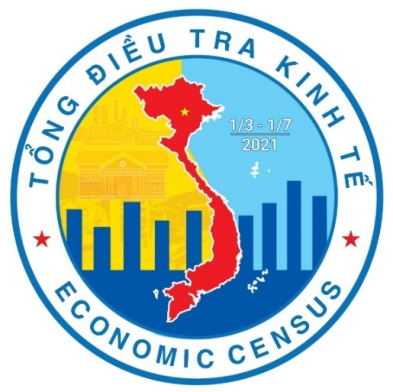 TỔNG ĐIỀU TRA KINH TẾ
1/3 - 1/7
2021
ECONOMIC CENSUS